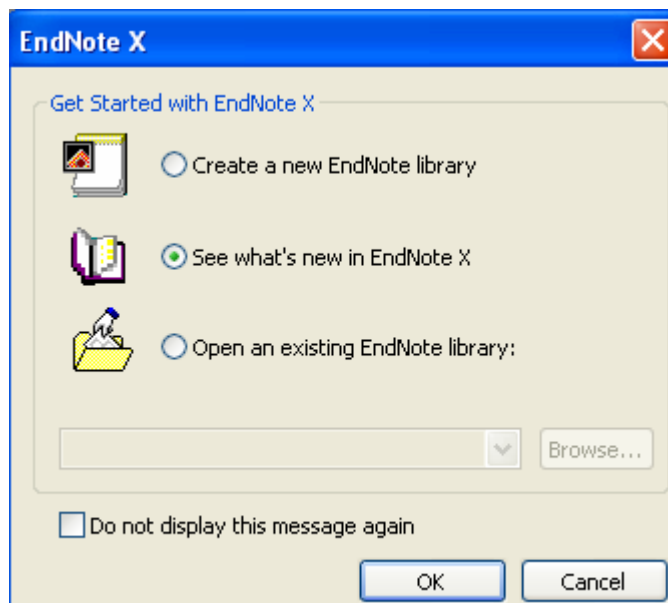 EndNote X
Get Started with EndNote X
Create a new EndNote library
See what's new in EndNote X
Open an existing EndNote library:
Browse...
Do not display this message again
OK
Cancel